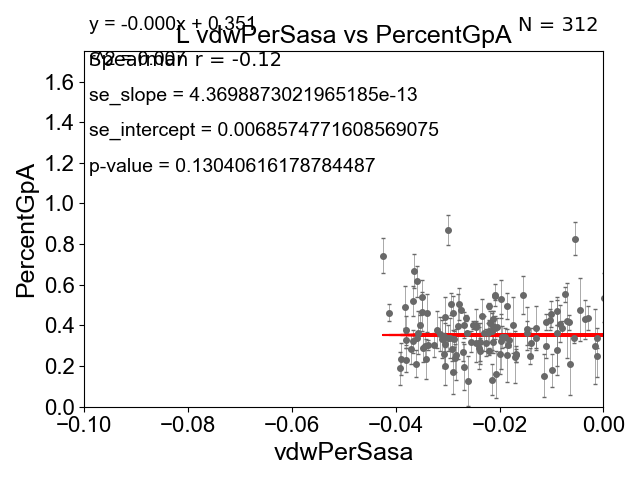 y = -0.000x + 0.351
N = 312
L vdwPerSasa vs PercentGpA
Spearman r = -0.12
se_slope = 4.3698873021965185e-13
se_intercept = 0.0068574771608569075
p-value = 0.13040616178784487
PercentGpA
1.6
1.4
1.2
1.0
0.8
0.6
0.4
0.2
0.0
−0.10
−0.08
−0.06
−0.04
−0.02
0.00
vdwPerSasa